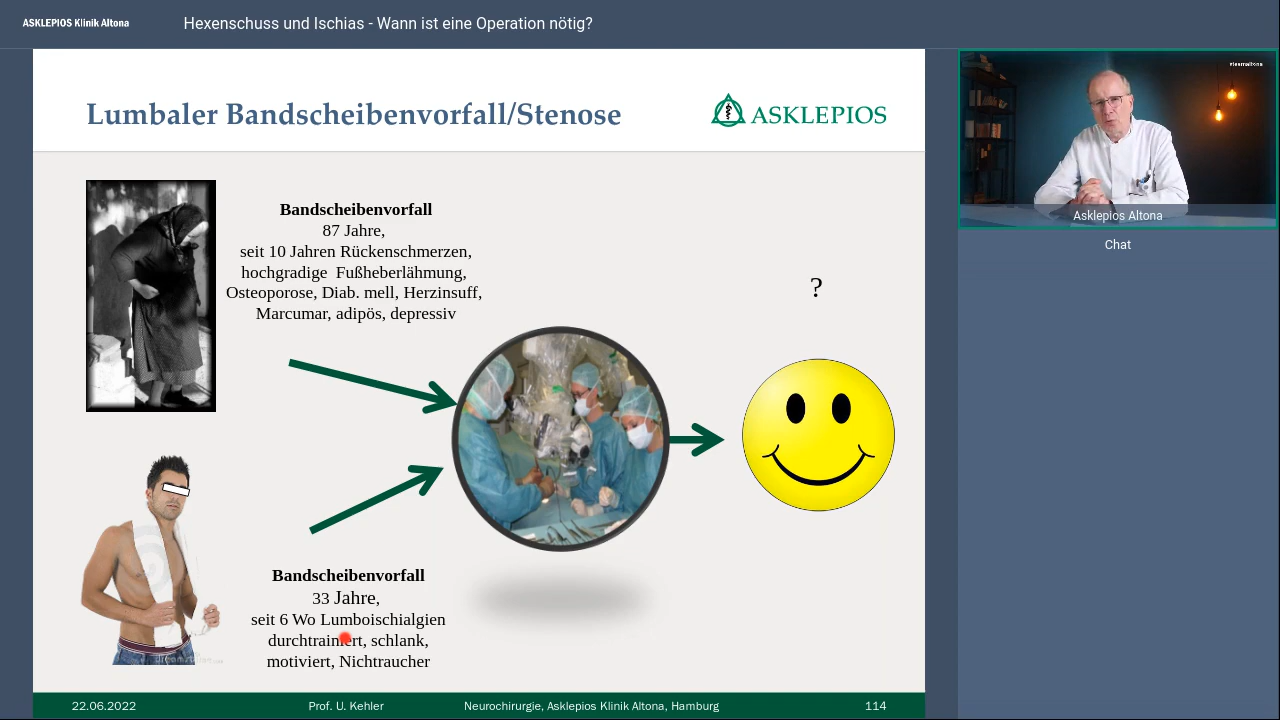 ASKLEPIOS Klinik Altona
Hexenschuss und Ischias - Wann ist eine Operation nötig?
Lumbaler Bandscheibenvorfall/Stenose
ASKLEPIOS
#teamaltona
Asklepios Altona
Chat
Bandscheibenvorfall
87 Jahre,
seit 10 Jahren Rückenschmerzen,
hochgradige Fußheberlähmung,
Osteoporose, Diab. mell, Herzinsuff,
Marcumar, adipös, depressiv
?
Bandscheibenvorfall
33 Jahre,
seit 6 Wo Lumboischialgien
durchtrainert, schlank,
motiviert, Nichtraucher
22.06.2022
Prof. U. Kehler
Neurochirurgie, Asklepios Klinik Altona, Hamburg
114